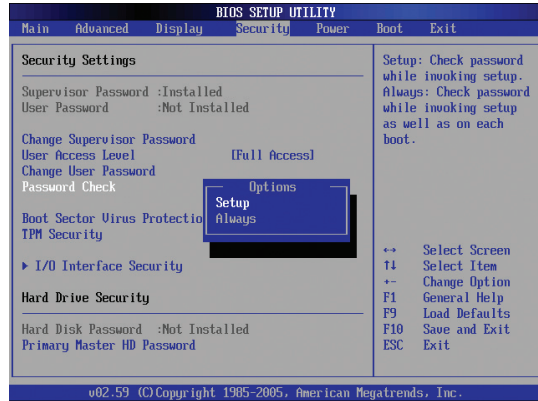 BIOS SETUP UTILITY
Main Advanced Display Security Power Boot Exit
Security Settings
Supervisor Password :Installed
User Password :Not Installed
Change Supervisor Password
User Access Level [Full Access]
Change User Password
Password Check
Boot Sector Virus Protectio
TPM Security
I/O Interface Security
Hard Drive Security
Hard Disk Password :Not Installed
Primary Master HD Password
Options
Setup
Always
Setup: Check password
while invoking setup.
Always: Check password
while invoking setup
as well as on each
boot.
↔ Select Screen
↑↓ Select Item
+- Change Option
F1 General Help
F9 Load Defaults
F10 Save and Exit
ESC Exit
v02.59 (C)Copyright 1985-2005, American Megatrends, Inc.